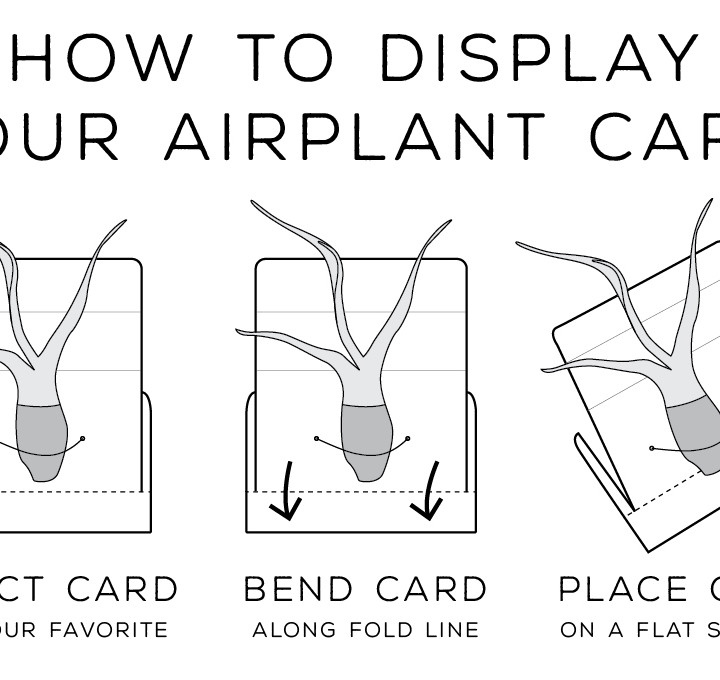 HOW TO DISPLAY
OUR AIRPLANT CAR
CT CARD
OUR FAVORITE
BEND CARD
ALONG FOLD LINE
PLACE
ON A FLAT S